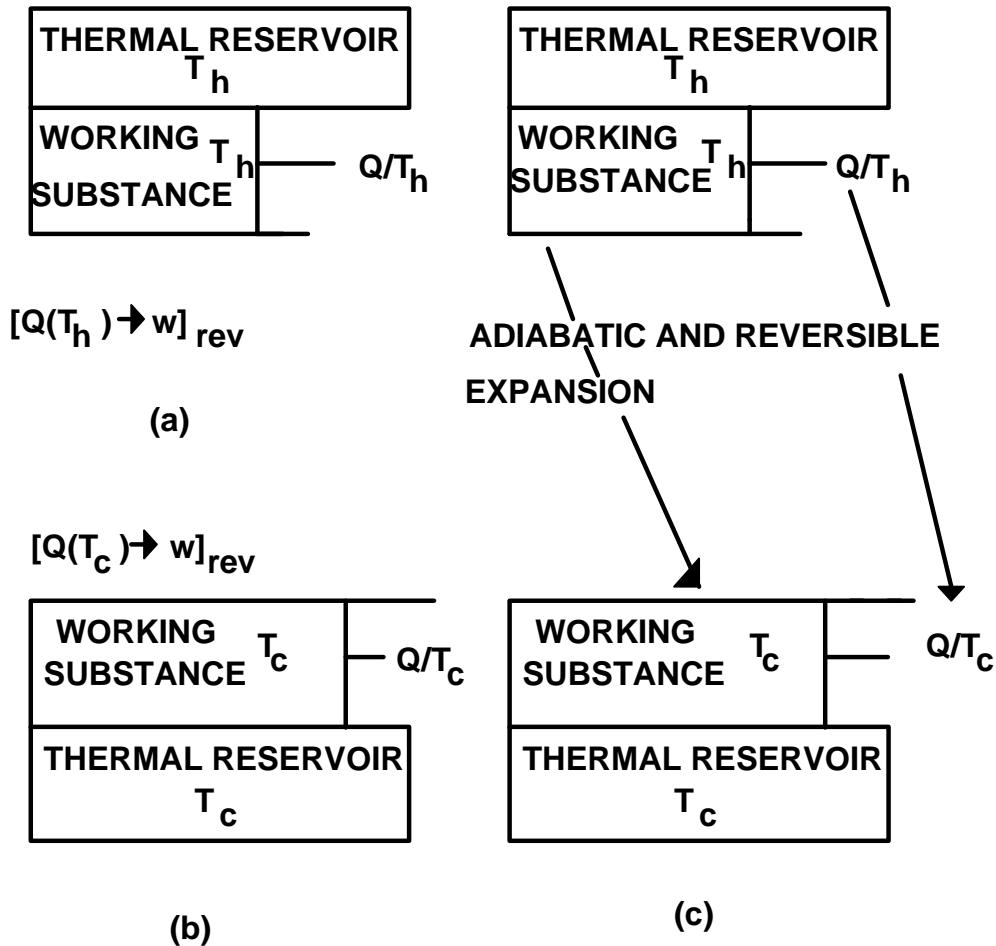 THERMAL RESERVOIR
T h
WORKING T h
SUBSTANCE
Q/T h
[Q(T h ) → w] rev
(a)
[Q(T c ) → w] rev
WORKING
SUBSTANCE T c
Q/T c
THERMAL RESERVOIR
T c
(b)
THERMAL RESERVOIR
T h
WORKING T h
SUBSTANCE
Q/T h
ADIABATIC AND REVERSIBLE
EXPANSION
WORKING
SUBSTANCE T c
Q/T c
THERMAL RESERVOIR
T c
(c)